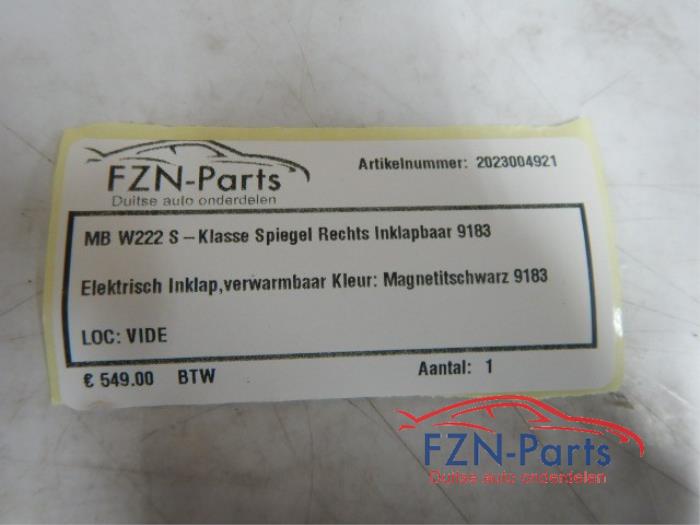 FZN-Parts
Duitse auto onderdelen
Artikelnummer: 2023004921
MB W222 S – Klasse Spiegel Rechts Inklapbaar 9183
Elektrisch Inklap,verwarmbaar Kleur: Magnetitschwarz 9183
LOC: VIDE
€ 549.00 BTW
Aantal: 1
FZN-Parts
Duitse auto onderdelen